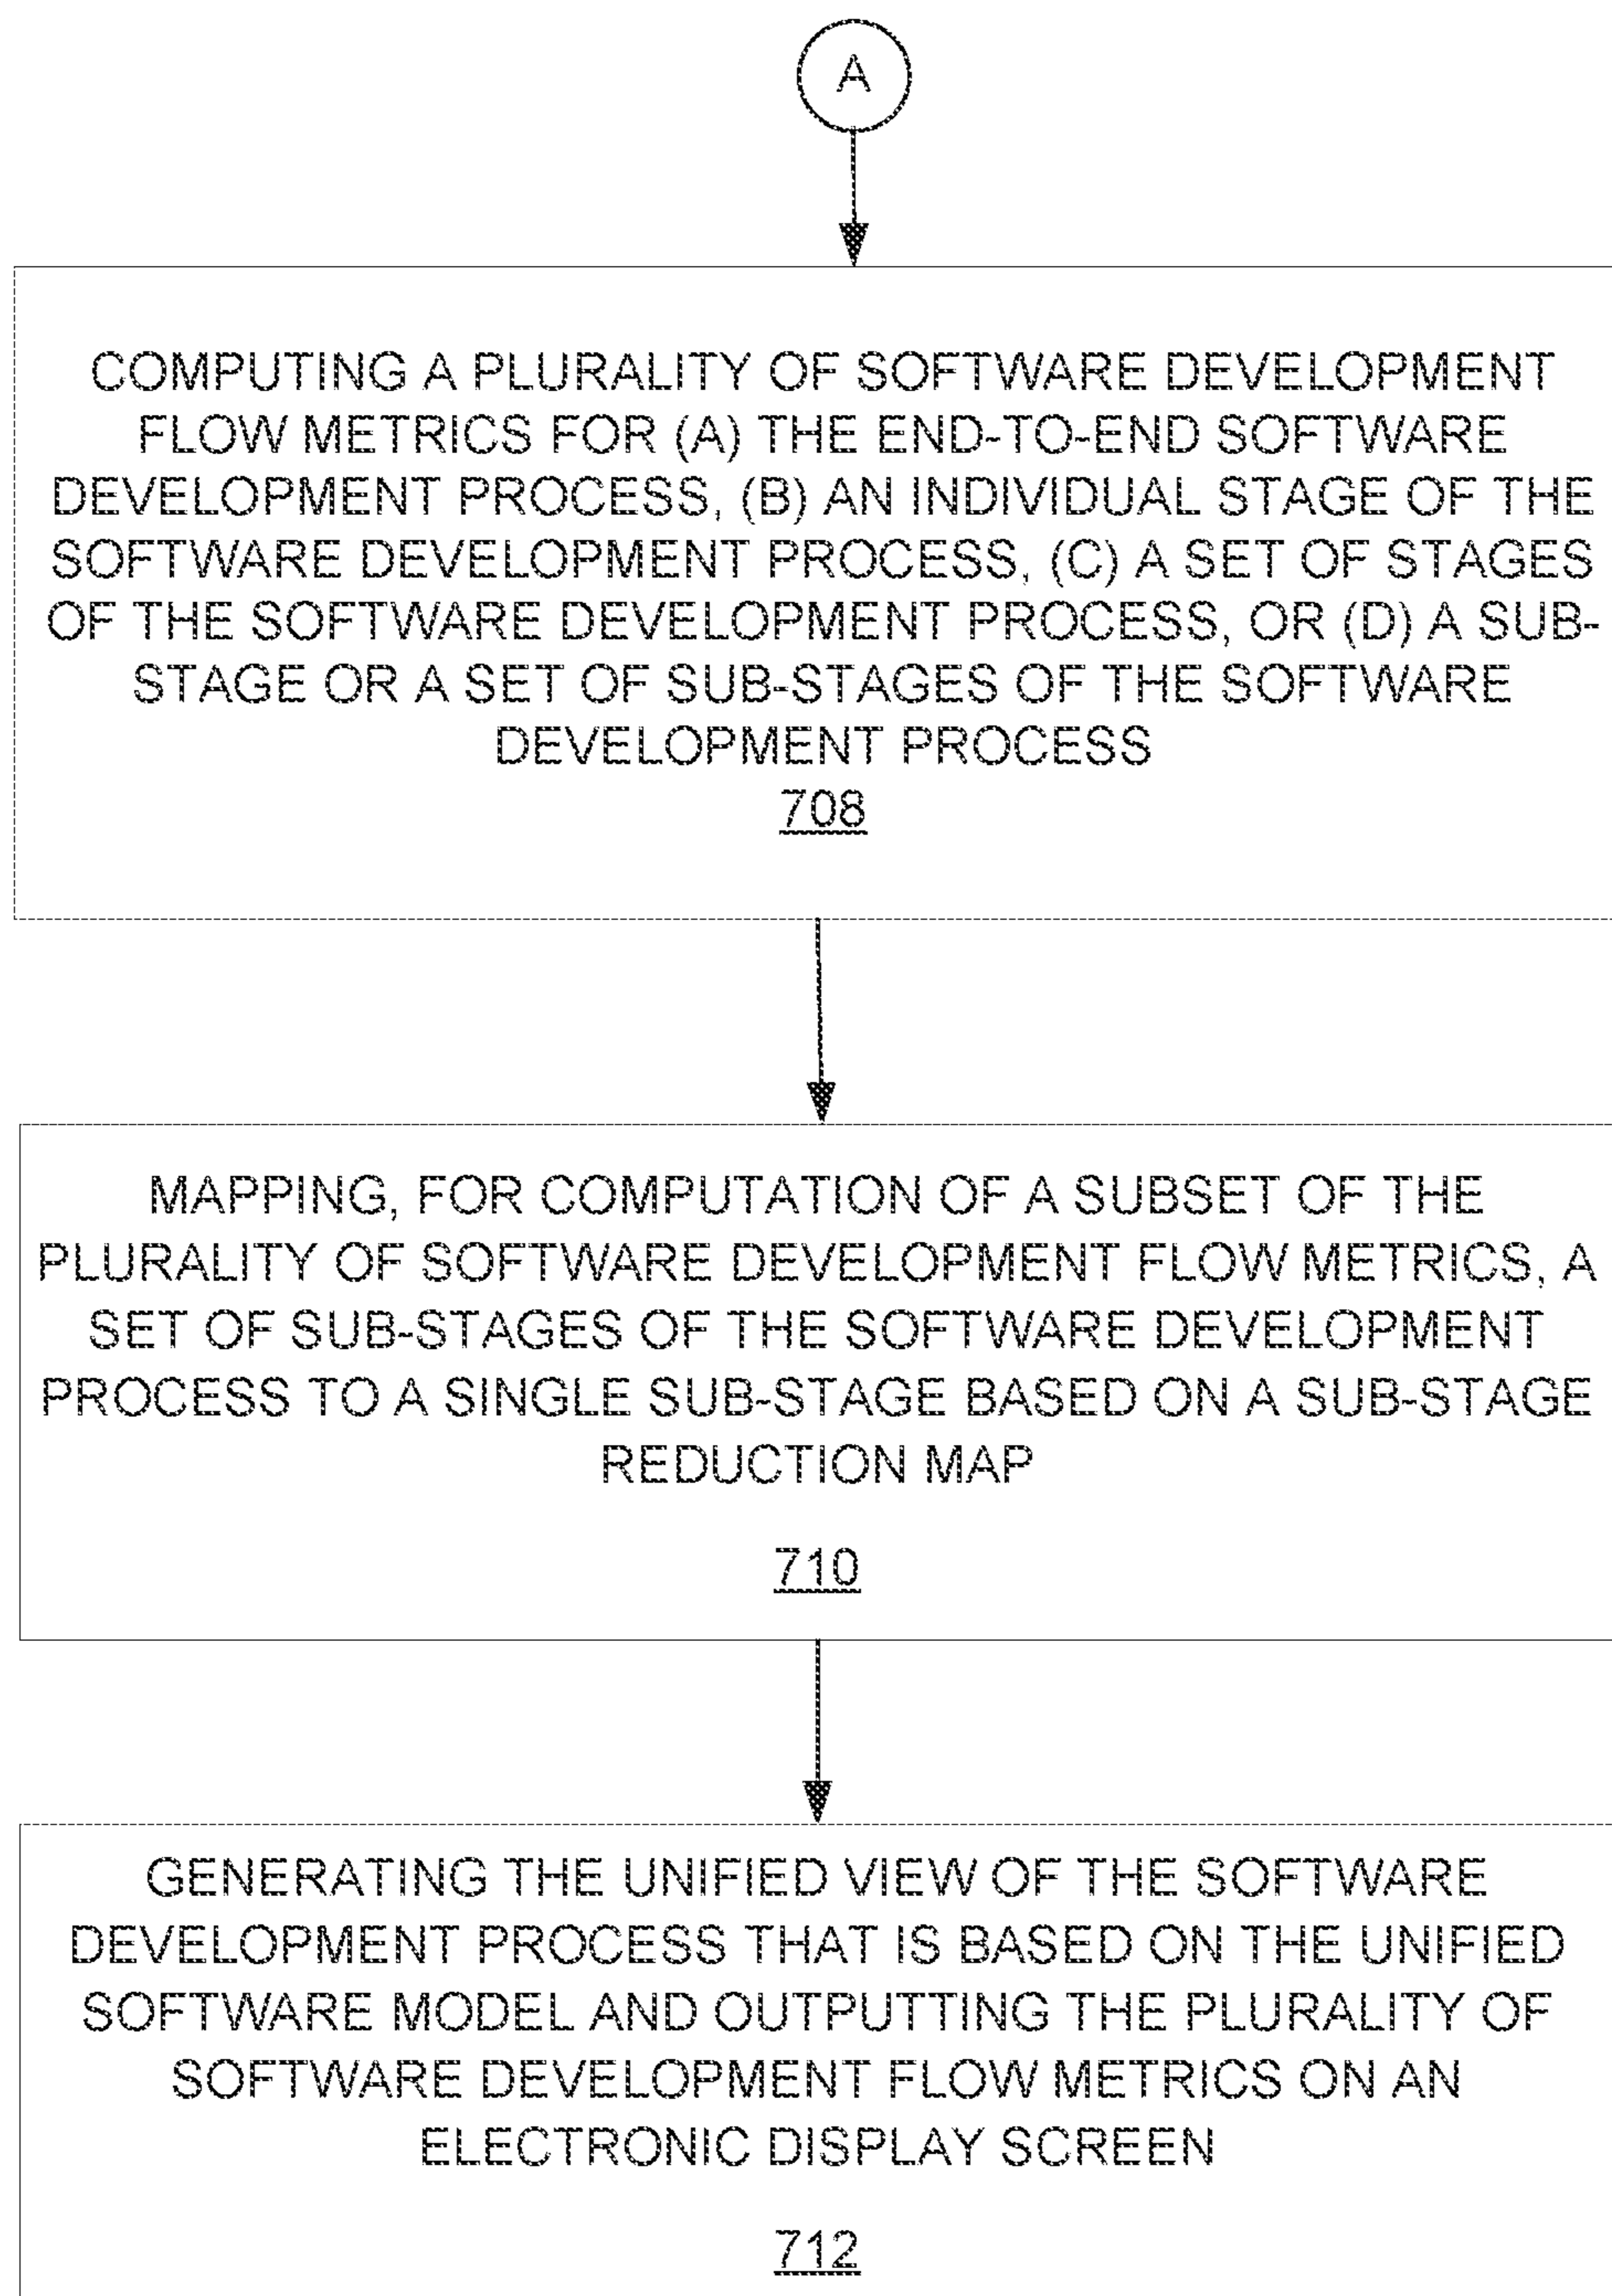 A
COMPUTING A PLURALITY OF SOFTWARE DEVELOPMENT
FLOW METRICS FOR (A) THE END-TO-END SOFTWARE
DEVELOPMENT PROCESS, (B) AN INDIVIDUAL STAGE OF THE
SOFTWARE DEVELOPMENT PROCESS, (C) A SET OF STAGES
OF THE SOFTWARE DEVELOPMENT PROCESS, OR (D) A SUB-
STAGE OR A SET OF SUB-STAGES OF THE SOFTWARE
DEVELOPMENT PROCESS
708
MAPPING, FOR COMPUTATION OF A SUBSET OF THE
PLURALITY OF SOFTWARE DEVELOPMENT FLOW METRICS, A
SET OF SUB-STAGES OF THE SOFTWARE DEVELOPMENT
PROCESS TO A SINGLE SUB-STAGE BASED ON A SUB-STAGE
REDUCTION MAP
710
GENERATING THE UNIFIED VIEW OF THE SOFTWARE
DEVELOPMENT PROCESS THAT IS BASED ON THE UNIFIED
SOFTWARE MODEL AND OUTPUTTING THE PLURALITY OF
SOFTWARE DEVELOPMENT FLOW METRICS ON AN
ELECTRONIC DISPLAY SCREEN
712